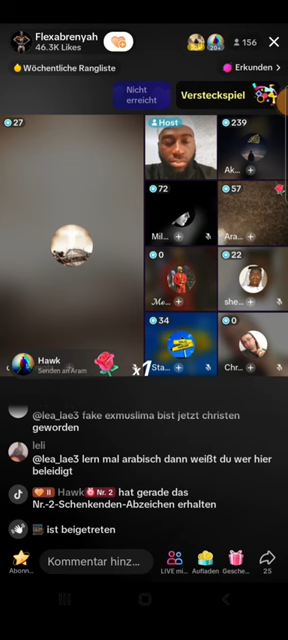 Flexabrenyah
46.3K Likes
20+
156
Wöchentliche Rangliste
Erkunden >
Nicht
erreicht
Versteckspiel
27
Host
239
Ak...
72
Mil...
57
Ara...
0
Me...
22
she...
34
Sta...
0
Chr...
Hawk
Senden an Aram
x1
@lea_lae3 fake exmuslima bist jetzt christen
geworden
leli
@lea_lae3 lern mal arabisch dann weißt du wer hier
beleidigt
II Hawk Nr. 2 hat gerade das
Nr.-2-Schenkenden-Abzeichen erhalten
ist beigetreten
Kommentar hinz...
Abonn...
LIVE mi...
Aufladen
Gesche...
25